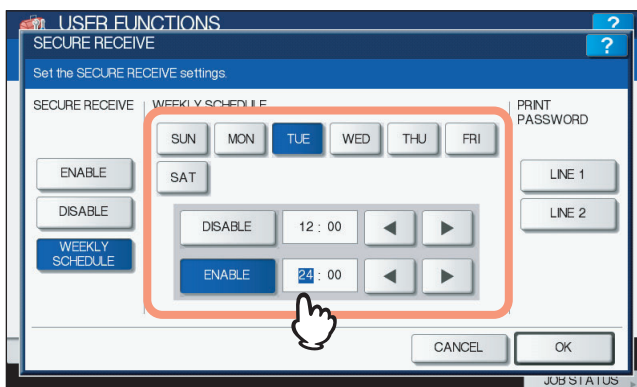 USER FUNCTIONS
?
SECURE RECEIVE
?
Set the SECURE RECEIVE settings.
SECURE RECEIVE
WEEKLY SCHEDULE
PRINT
PASSWORD
SUN MON TUE WED THU FRI
SAT
ENABLE
DISABLE
WEEKLY
SCHEDULE
DISABLE 12 : 00
ENABLE 24 : 00
LINE 1
LINE 2
CANCEL OK
JOB STATUS